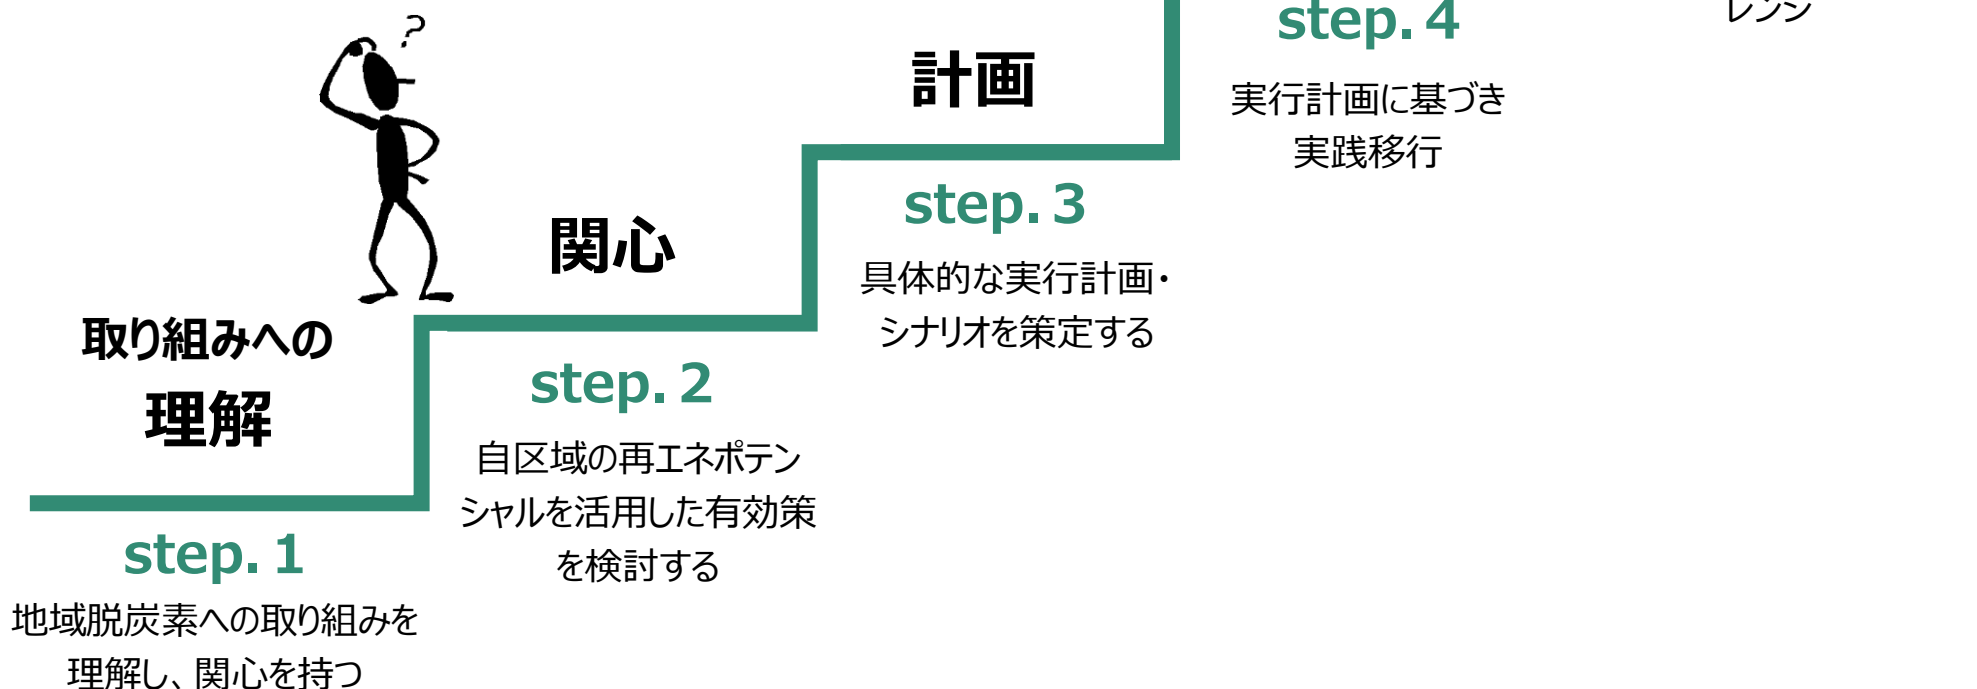 取り組みへの
理解
step. 1
地域脱炭素への取り組みを
理解し、関心を持つ
?
関心
step. 2
自区域の再エネポテン
シャルを活用した有効策
を検討する
計画
step. 3
具体的な実行計画・
シナリオを策定する
step. 4
実行計画に基づき
実践移行